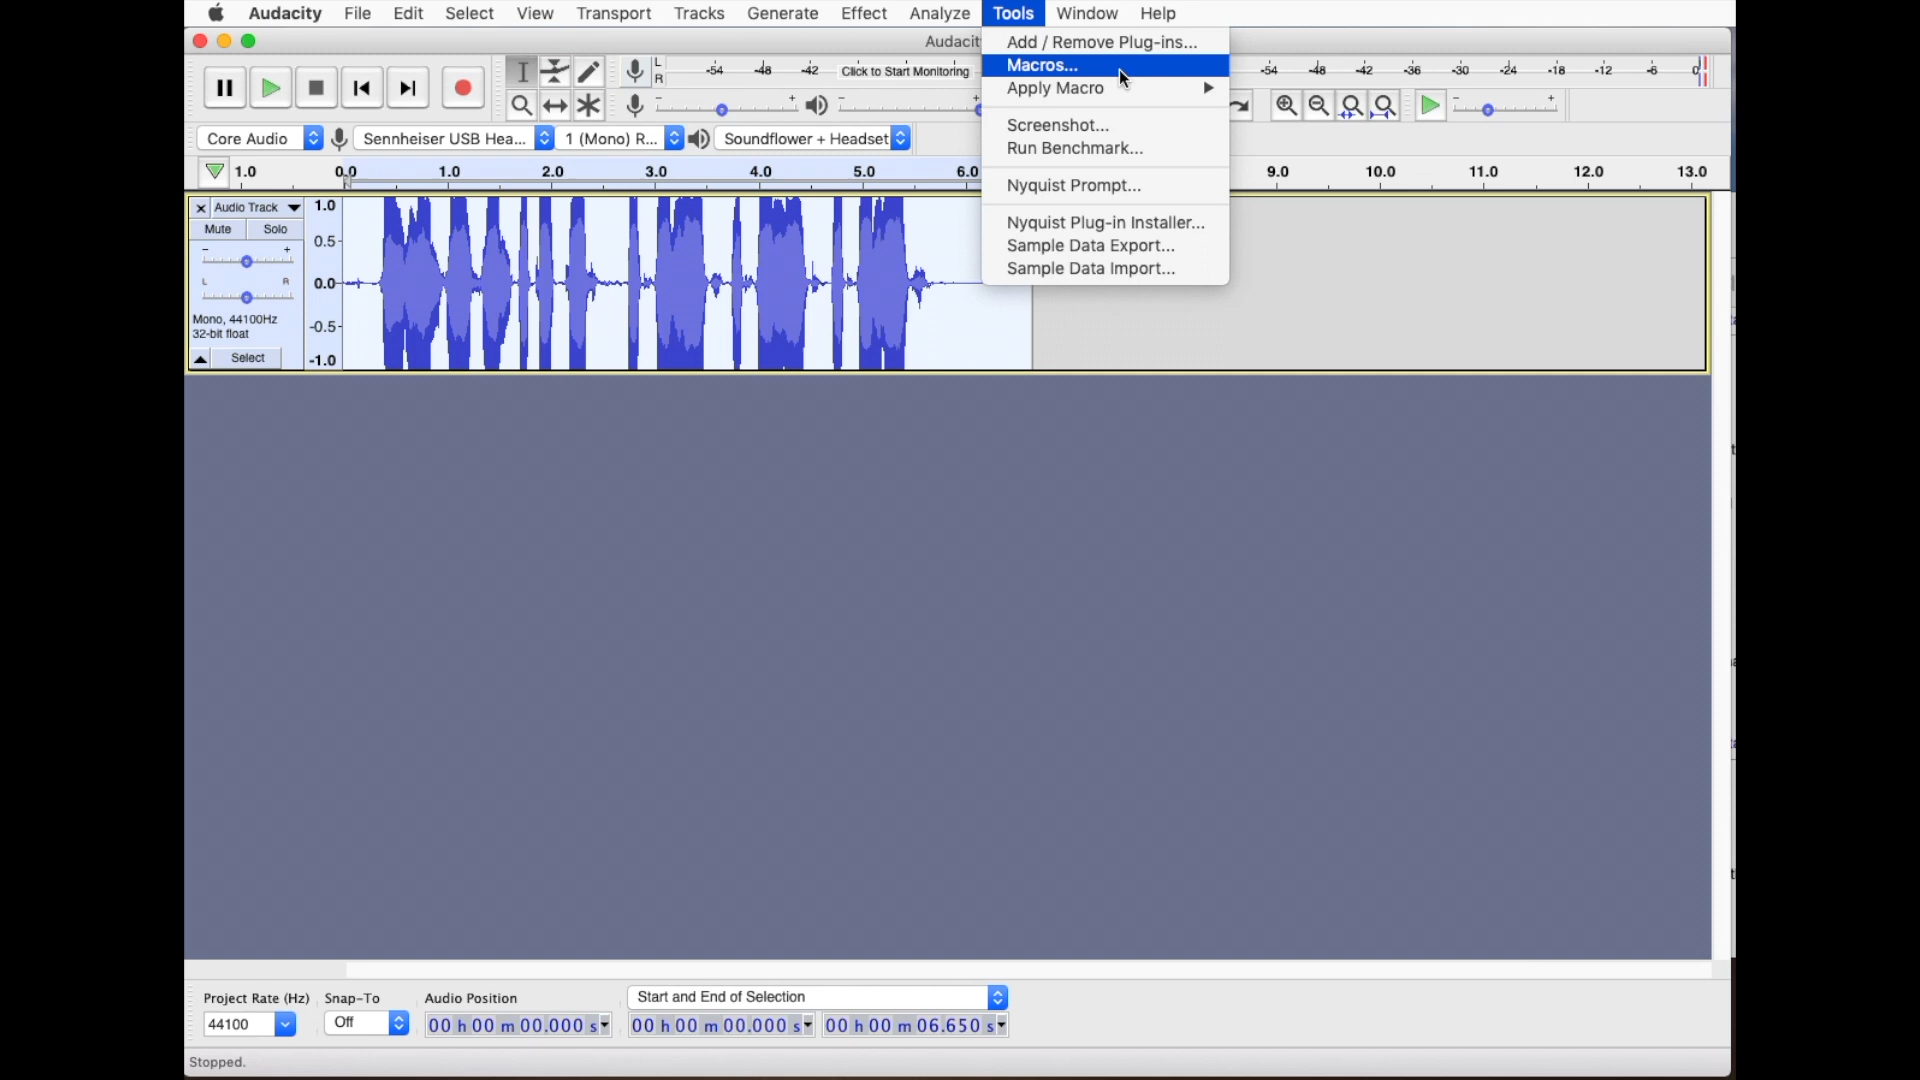 Audacity File Edit Select View Transport Tracks Generate Effect Analyze Tools Window Help
Audacit
Add / Remove Plug-ins...
Macros...
Apply Macro
Screenshot...
Run Benchmark...
Nyquist Prompt...
Nyquist Plug-in Installer...
Sample Data Export...
Sample Data Import...
L
R
-54 -48 -42 Click to Start Monitoring
-54 -48 -42 -36 -30 -24 -18 -12 -6 0
- + - +
- +
Core Audio Sennheiser USB Hea... 1 (Mono) R... Soundflower + Headset
1.0 0.0 1.0 2.0 3.0 4.0 5.0 6.0 9.0 10.0 11.0 12.0 13.0
Audio Track
Mute Solo
- +
L R
Mono, 44100Hz
32-bit float
Select
1.0
0.5
0.0
-0.5
-1.0
Project Rate (Hz) Snap-To Audio Position Start and End of Selection
44100 Off 00 h 00 m 00.000 s 00 h 00 m 00.000 s 00 h 00 m 06.650 s
Stopped.